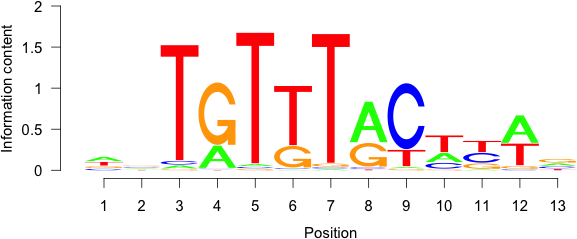 2
1.5
1
0.5
0
Information content
T G T T T A C T T A
A G G T A C T
1 2 3 4 5 6 7 8 9 10 11 12 13
Position